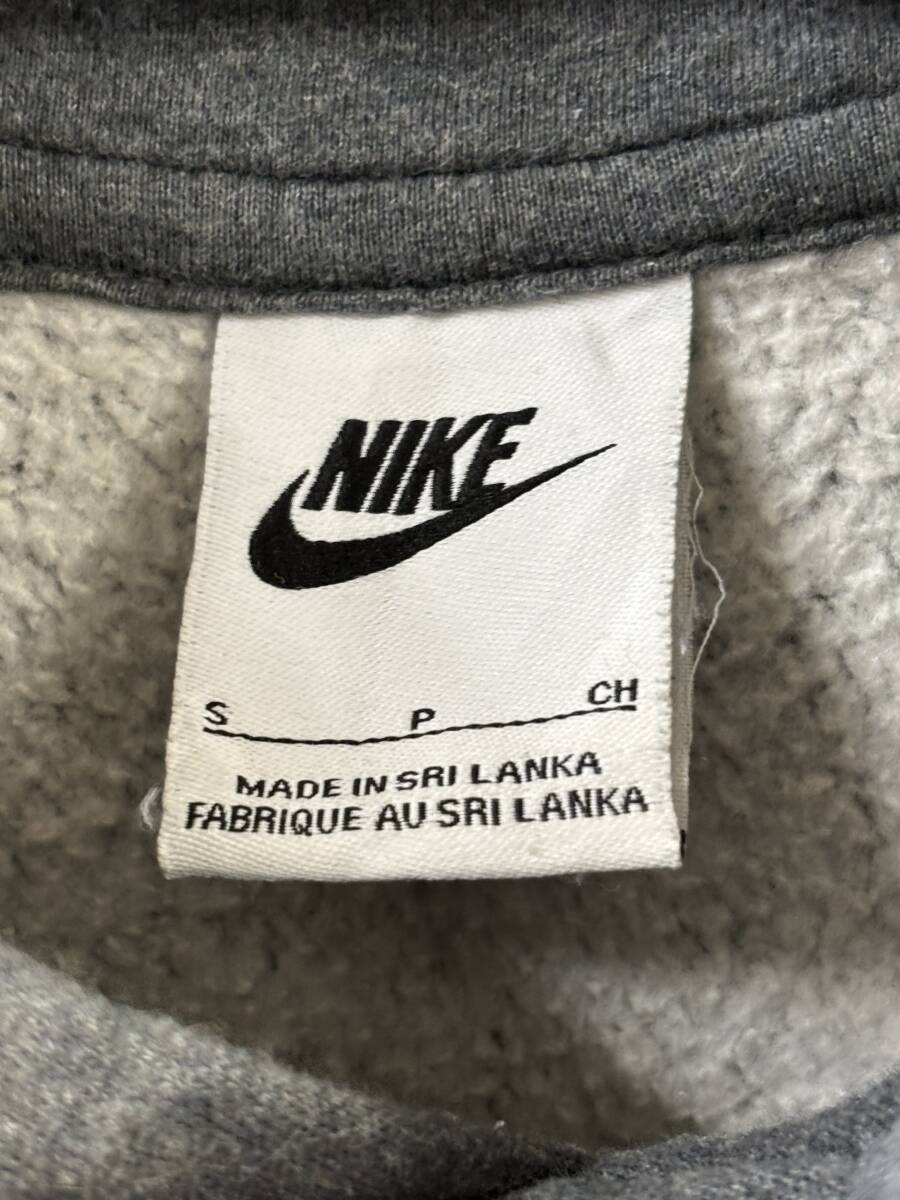 NIKE
S P CH
MADE IN SRI LANKA
FABRIQUE AU SRI LANKA